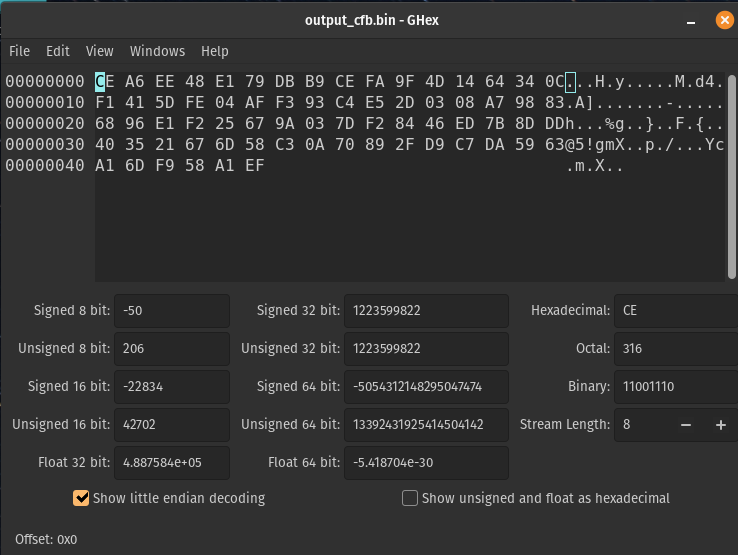 output_cfb.bin - GHex
File Edit View Windows Help
00000000 CE A6 EE 48 E1 79 DB B9 CE FA 9F 4D 14 64 34 0C...H.y.....M.d4.
00000010 F1 41 5D FE 04 AF F3 93 C4 E5 2D 03 08 A7 98 83.A].......-.....
00000020 68 96 E1 F2 25 67 9A 03 7D F2 84 46 ED 7B 8D DDh...%g..}..F.{..
00000030 40 35 21 67 6D 58 C3 0A 70 89 2F D9 C7 DA 59 63@5!gmX..p./...Yc
00000040 A1 6D F9 58 A1 EF .m.X..
Signed 8 bit: -50 Signed 32 bit: 1223599822 Hexadecimal: CE
Unsigned 8 bit: 206 Unsigned 32 bit: 1223599822 Octal: 316
Signed 16 bit: -22834 Signed 64 bit: -5054312148295047474 Binary: 11001110
Unsigned 16 bit: 42702 Unsigned 64 bit: 13392431925414504142 Stream Length: 8 − +
Float 32 bit: 4.887584e+05 Float 64 bit: -5.418704e-30
Show little endian decoding Show unsigned and float as hexadecimal
Offset: 0x0